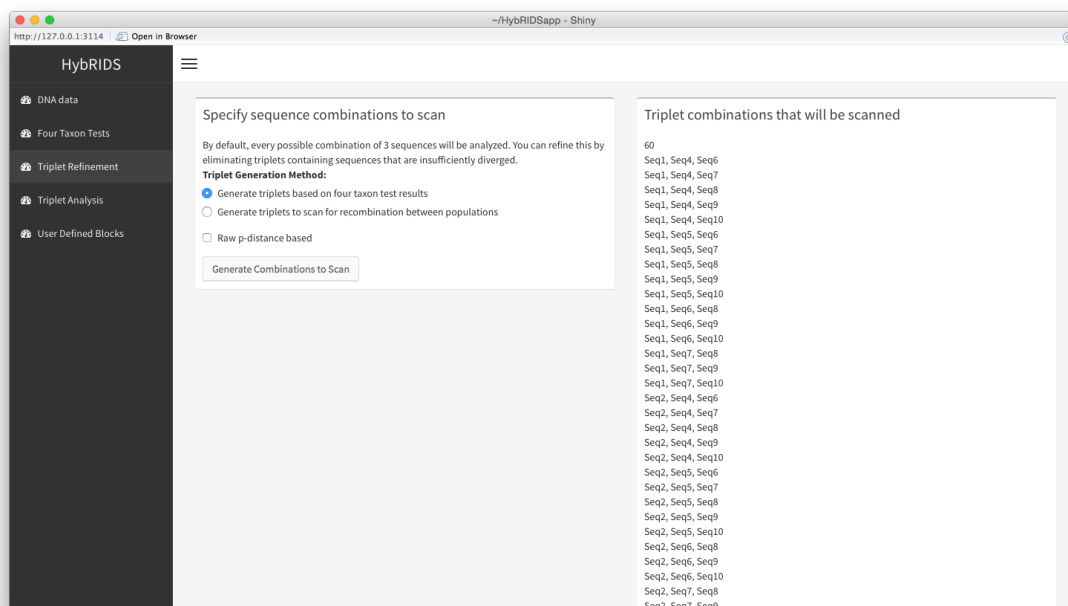 ~/HybRIDSapp - Shiny
http://127.0.0.1:3114 Open in Browser
HybRIDS
DNA data
Four Taxon Tests
Triplet Refinement
Triplet Analysis
User Defined Blocks
Specify sequence combinations to scan
By default, every possible combination of 3 sequences will be analyzed. You can refine this by
eliminating triplets containing sequences that are insufficiently diverged.
Triplet Generation Method:
Generate triplets based on four taxon test results
Generate triplets to scan for recombination between populations
Raw p-distance based
Generate Combinations to Scan
Triplet combinations that will be scanned
60
Seq1, Seq4, Seq6
Seq1, Seq4, Seq7
Seq1, Seq4, Seq8
Seq1, Seq4, Seq9
Seq1, Seq4, Seq10
Seq1, Seq5, Seq6
Seq1, Seq5, Seq7
Seq1, Seq5, Seq8
Seq1, Seq5, Seq9
Seq1, Seq5, Seq10
Seq1, Seq6, Seq8
Seq1, Seq6, Seq9
Seq1, Seq6, Seq10
Seq1, Seq7, Seq8
Seq1, Seq7, Seq9
Seq1, Seq7, Seq10
Seq2, Seq4, Seq6
Seq2, Seq4, Seq7
Seq2, Seq4, Seq8
Seq2, Seq4, Seq9
Seq2, Seq4, Seq10
Seq2, Seq5, Seq6
Seq2, Seq5, Seq7
Seq2, Seq5, Seq8
Seq2, Seq5, Seq9
Seq2, Seq5, Seq10
Seq2, Seq6, Seq8
Seq2, Seq6, Seq9
Seq2, Seq6, Seq10
Seq2, Seq7, Seq8
Seq2, Seq7, Seq9